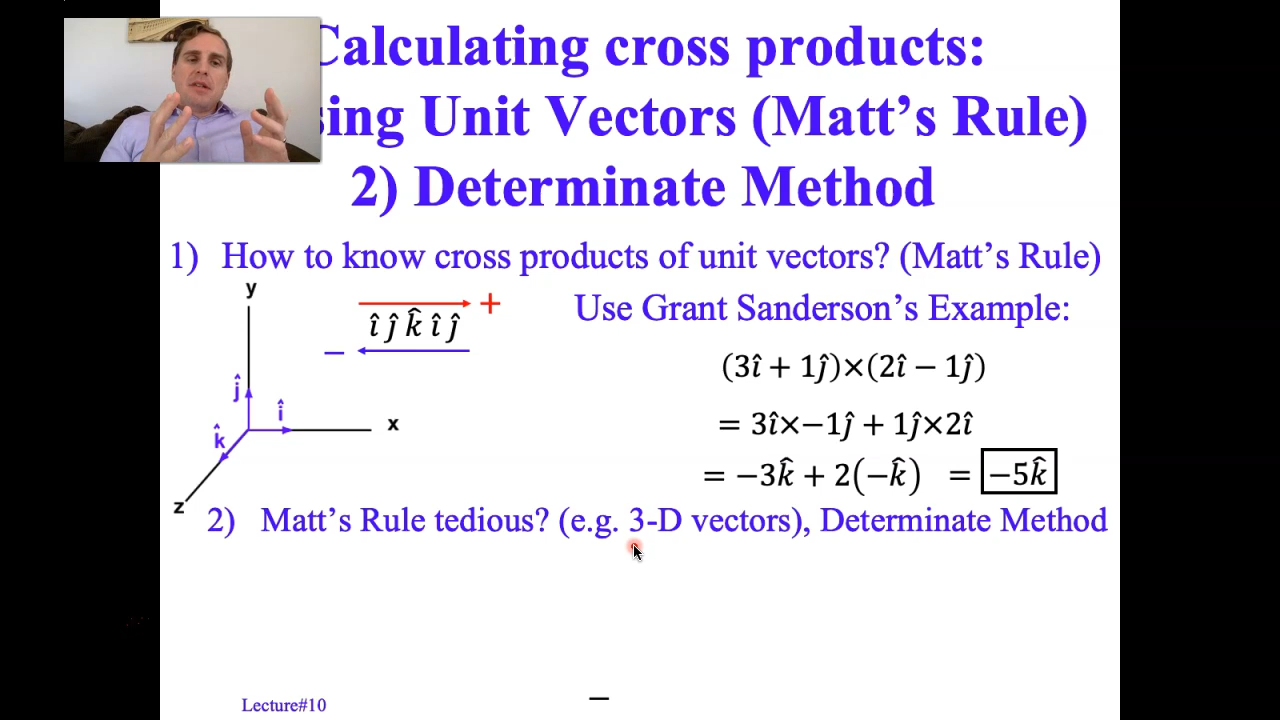 Calculating cross products:
sing Unit Vectors (Matt's Rule)
2) Determinate Method
1) How to know cross products of unit vectors? (Matt's Rule)
y
+
Use Grant Sanderson's Example:
î ĵ k̂ î ĵ
−
(3î + 1ĵ)×(2î − 1ĵ)
ĵ
î
x
= 3î×−1ĵ + 1ĵ×2î
k̂
= −3k̂ + 2(−k̂) = −5k̂
z
2) Matt's Rule tedious? (e.g. 3-D vectors), Determinate Method
Lecture#10
−